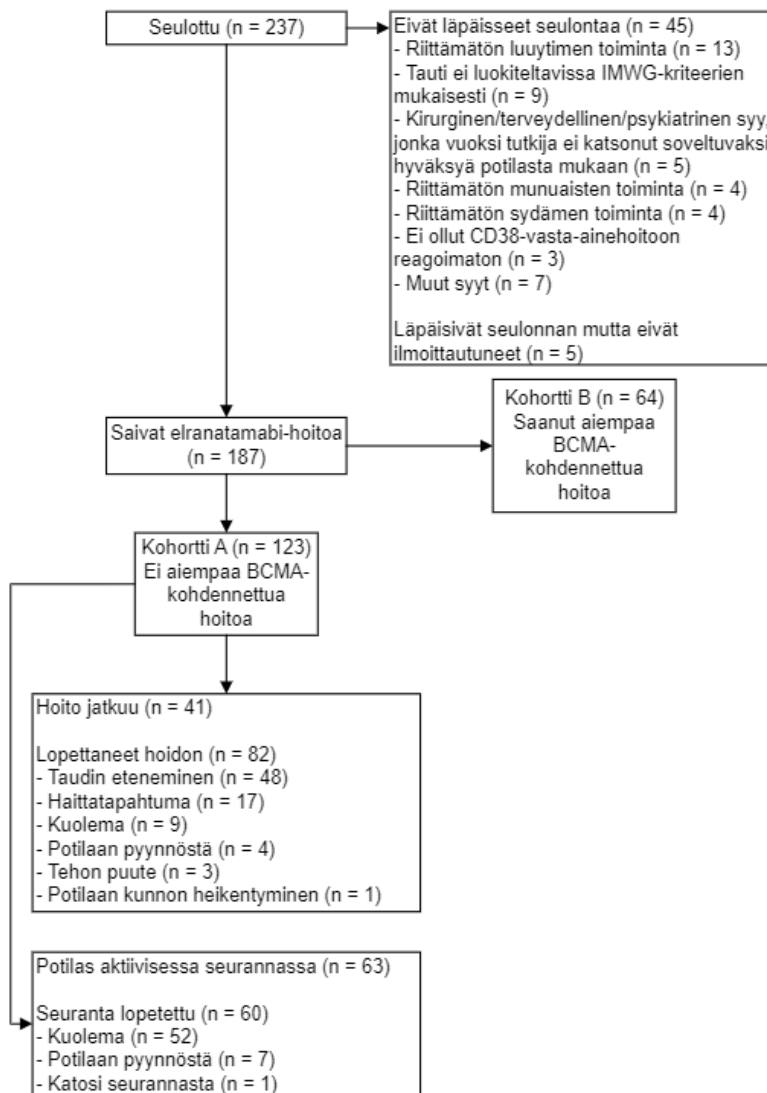 Seulottu (n = 237)
Eivät läpäisseet seulontaa (n = 45)
- Riittämätön luuytimen toiminta (n = 13)
- Tauti ei luokiteltavissa IMWG-kriteerien
mukaisesti (n = 9)
- Kirurginen/terveydellinen/psykiatrinen syy,
jonka vuoksi tutkija ei katsonut soveltuvaksi
hyväksyä potilasta mukaan (n = 5)
- Riittämätön munuaisten toiminta (n = 4)
- Riittämätön sydämen toiminta (n = 4)
- Ei ollut CD38-vasta-ainehoitoon
reagoimaton (n = 3)
- Muut syyt (n = 7)
Läpäisivät seulonnan mutta eivät
ilmoittautuneet (n = 5)
Saivat elranatamabi-hoitoa
(n = 187)
Kohortti B (n = 64)
Saanut aiempaa
BCMA-
kohdennettua
hoitoa
Kohortti A (n = 123)
Ei aiempaa BCMA-
kohdennettua
hoitoa
Hoito jatkuu (n = 41)
Lopettaneet hoidon (n = 82)
- Taudin eteneminen (n = 48)
- Haittatapahtuma (n = 17)
- Kuolema (n = 9)
- Potilaan pyynnöstä (n = 4)
- Tehon puute (n = 3)
- Potilaan kunnon heikentyminen (n = 1)
Potilas aktiivisessa seurannassa (n = 63)
Seuranta lopetettu (n = 60)
- Kuolema (n = 52)
- Potilaan pyynnöstä (n = 7)
- Katosi seurannasta (n = 1)